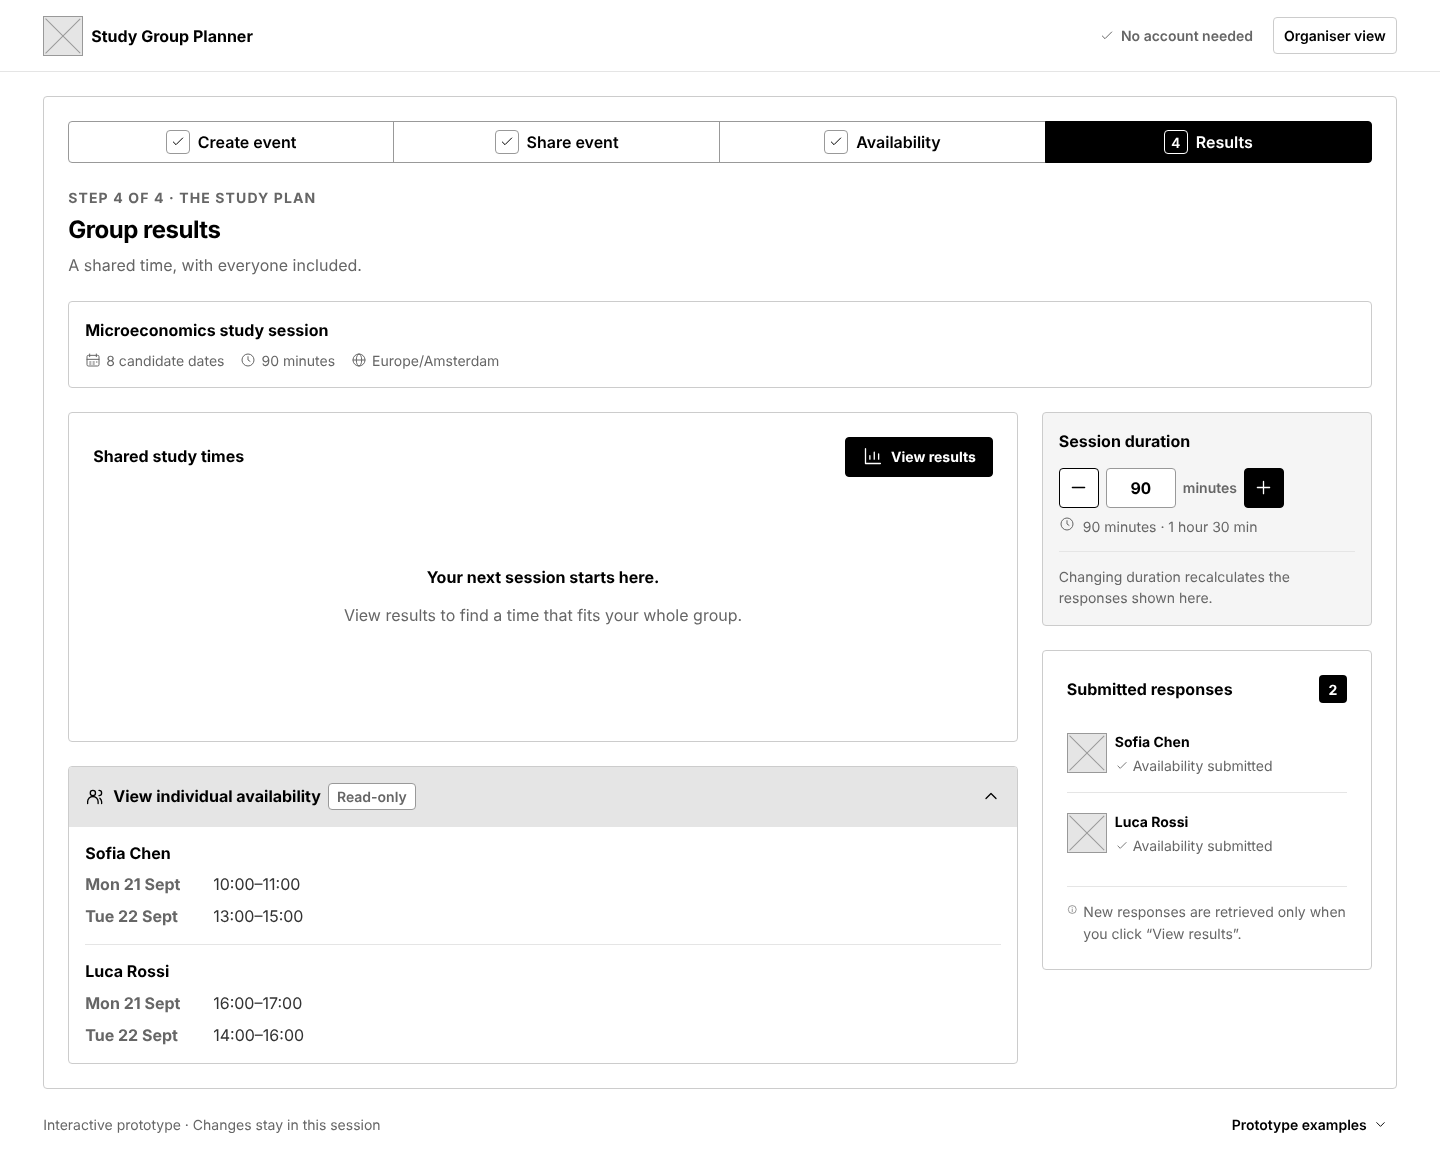 Study Group Planner
No account needed
Organiser view
Create event
Share event
Availability
4 Results
STEP 4 OF 4 · THE STUDY PLAN
Group results
A shared time, with everyone included.
Microeconomics study session
8 candidate dates
90 minutes
Europe/Amsterdam
Shared study times
View results
Your next session starts here.
View results to find a time that fits your whole group.
View individual availability
Read-only
Sofia Chen
Mon 21 Sept 10:00–11:00
Tue 22 Sept 13:00–15:00
Luca Rossi
Mon 21 Sept 16:00–17:00
Tue 22 Sept 14:00–16:00
Session duration
90 minutes
90 minutes · 1 hour 30 min
Changing duration recalculates the
responses shown here.
Submitted responses 2
Sofia Chen
Availability submitted
Luca Rossi
Availability submitted
New responses are retrieved only when
you click “View results”.
Interactive prototype · Changes stay in this session
Prototype examples